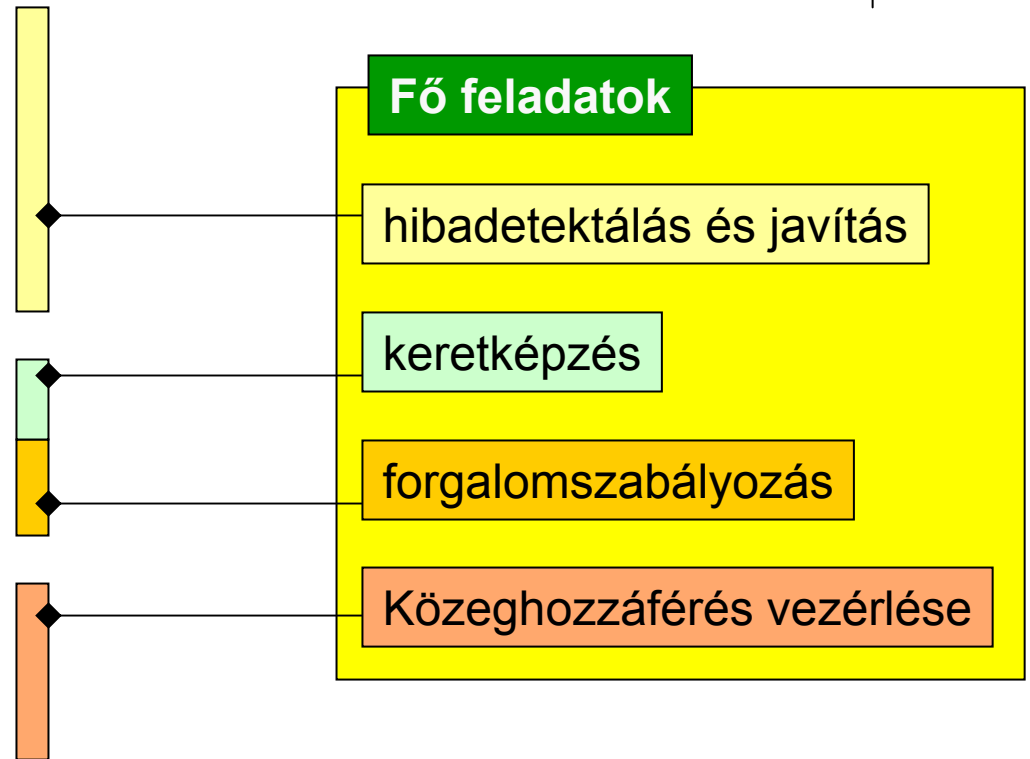 Fő feladatok
hibadetektálás és javítás
keretképzés
forgalomszabályozás
Közeghozzáférés vezérlése